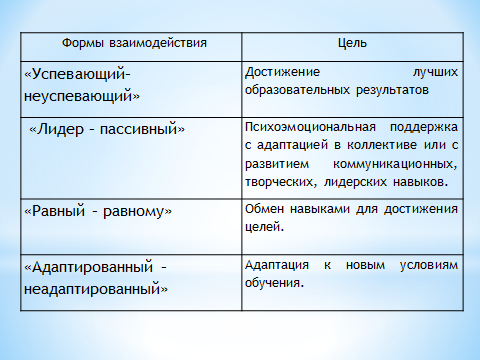 Формы взаимодействия
Цель
«Успевающий-
неуспевающий»
Достижение лучших
образовательных результатов
«Лидер – пассивный»
Психоэмоциональная поддержка
с адаптацией в коллективе или с
развитием коммуникационных,
творческих, лидерских навыков.
«Равный – равному»
Обмен навыками для достижения
целей.
«Адаптированный –
неадаптированный»
Адаптация к новым условиям
обучения.